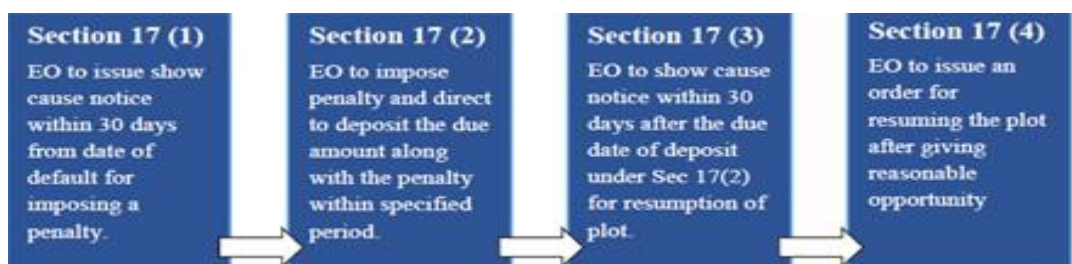 Section 17 (1)
EO to issue show
cause notice
within 30 days
from date of
default for
imposing a
penalty.
Section 17 (2)
EO to impose
penalty and direct
to deposit the due
amount along
with the penalty
within specified
period.
Section 17 (3)
EO to show cause
notice within 30
days after the due
date of deposit
under Sec 17(2)
for resumption of
plot.
Section 17 (4)
EO to issue an
order for
resuming the plot
after giving
reasonable
opportunity